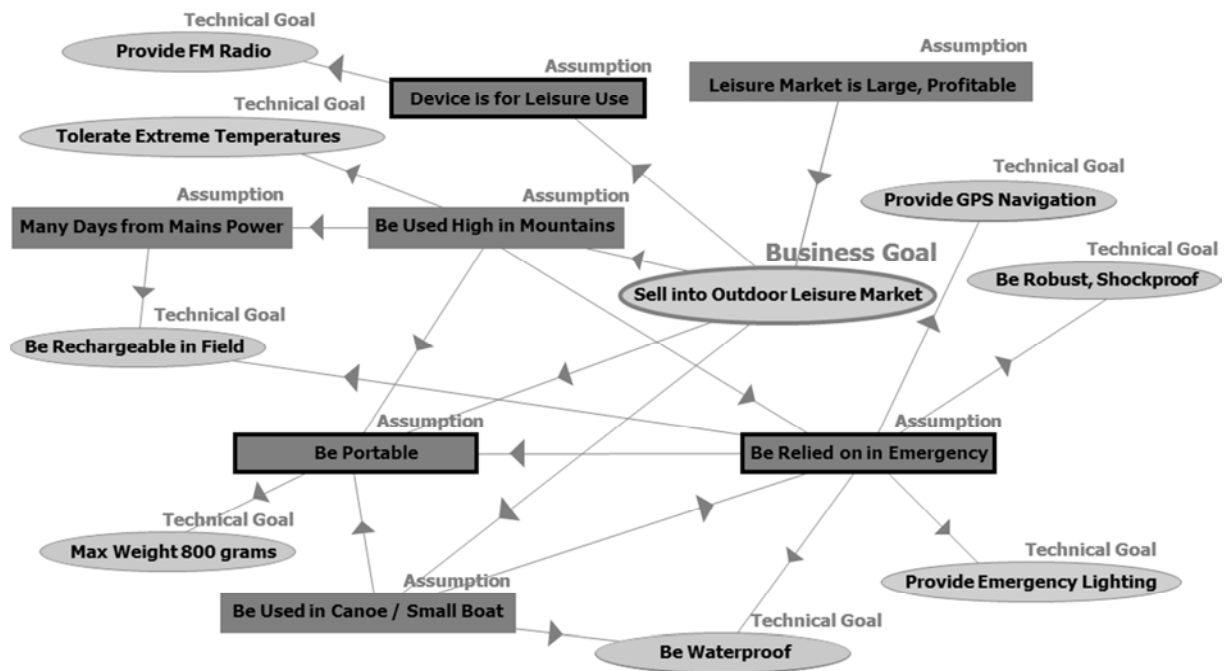 Technical Goal
Provide FM Radio
Assumption
Device is for Leisure Use
Assumption
Leisure Market is Large, Profitable
Technical Goal
Tolerate Extreme Temperatures
Technical Goal
Provide GPS Navigation
Assumption
Many Days from Mains Power
Assumption
Be Used High in Mountains
Business Goal
Sell into Outdoor Leisure Market
Technical Goal
Be Robust, Shockproof
Technical Goal
Be Rechargeable in Field
Assumption
Be Portable
Assumption
Be Relied on in Emergency
Technical Goal
Max Weight 800 grams
Technical Goal
Provide Emergency Lighting
Assumption
Be Used in Canoe / Small Boat
Technical Goal
Be Waterproof